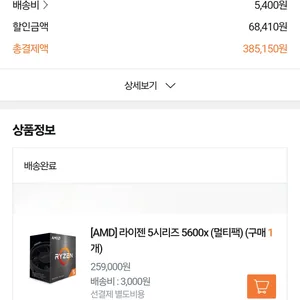 배송비 >
5,400원
할인금액
68,410원
총결제액
385,150원
상세보기
상품정보
배송완료
[AMD] 라이젠 5시리즈 5600x (멀티팩) (구매 1
개)
259,000원
배송비 : 3,000원
선결제 별도비용
AMD
RYZEN
5